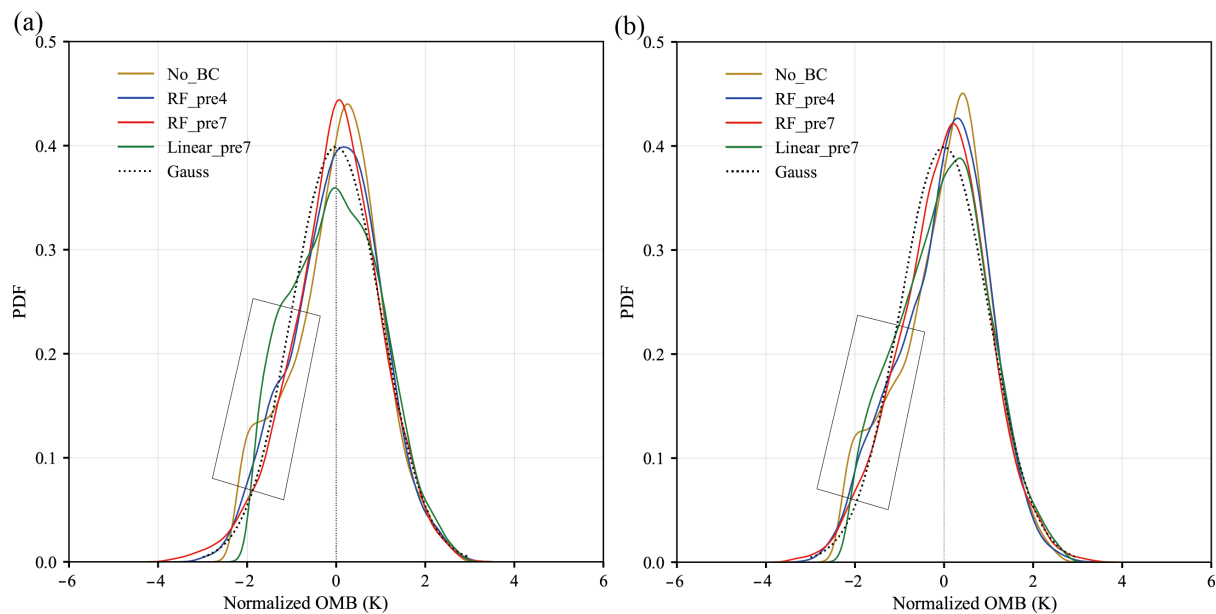 (a)
0.5
0.4
0.3
0.2
0.1
0.0
PDF
No_BC
RF_pre4
RF_pre7
Linear_pre7
Gauss
−6 −4 −2 0 2 4 6
Normalized OMB (K)
(b)
0.5
0.4
0.3
0.2
0.1
0.0
PDF
No_BC
RF_pre4
RF_pre7
Linear_pre7
Gauss
−6 −4 −2 0 2 4 6
Normalized OMB (K)